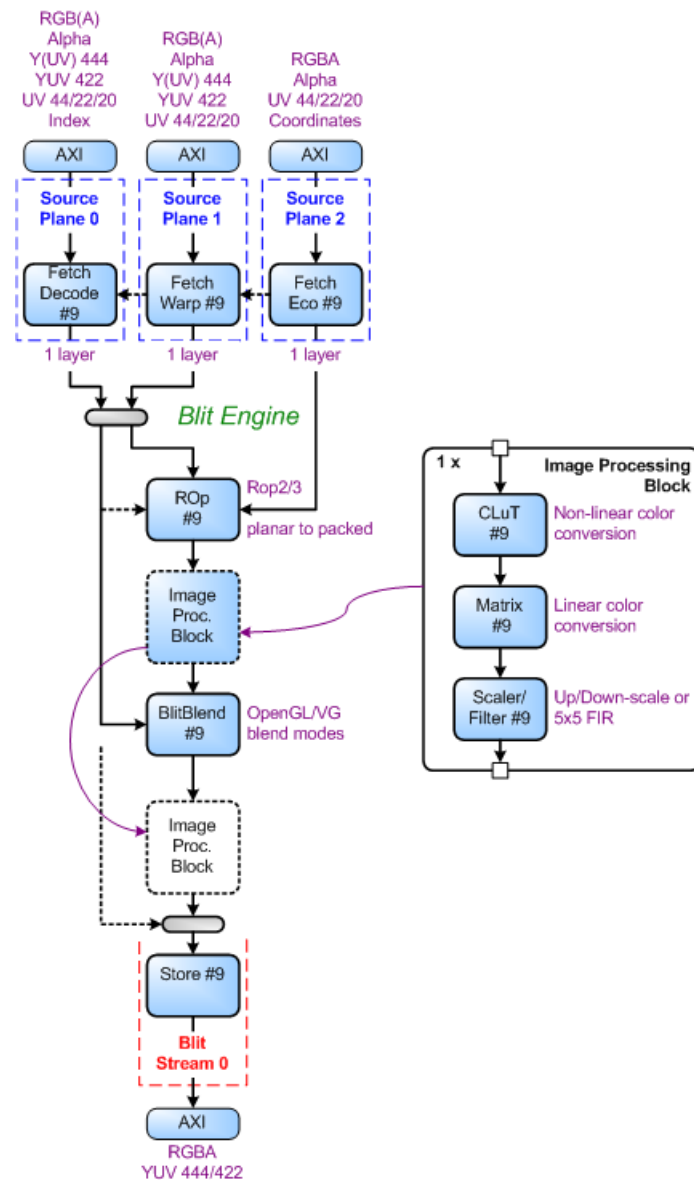 RGB(A)
Alpha
Y(UV) 444
YUV 422
UV 44/22/20
Index
RGB(A)
Alpha
Y(UV) 444
YUV 422
UV 44/22/20
RGBA
Alpha
UV 44/22/20
Coordinates
AXI
AXI
AXI
Source
Plane 0
Source
Plane 1
Source
Plane 2
Fetch
Decode
#9
Fetch
Warp #9
Fetch
Eco #9
1 layer
1 layer
1 layer
Blit Engine
ROp
#9
Rop2/3
planar to packed
Image
Proc.
Block
BlitBlend
#9
OpenGL/VG
blend modes
Image
Proc.
Block
Store #9
Blit
Stream 0
AXI
RGBA
YUV 444/422
1 x
Image Processing
Block
CLuT
#9
Non-linear color
conversion
Matrix
#9
Linear color
conversion
Scaler/
Filter #9
Up/Down-scale or
5x5 FIR